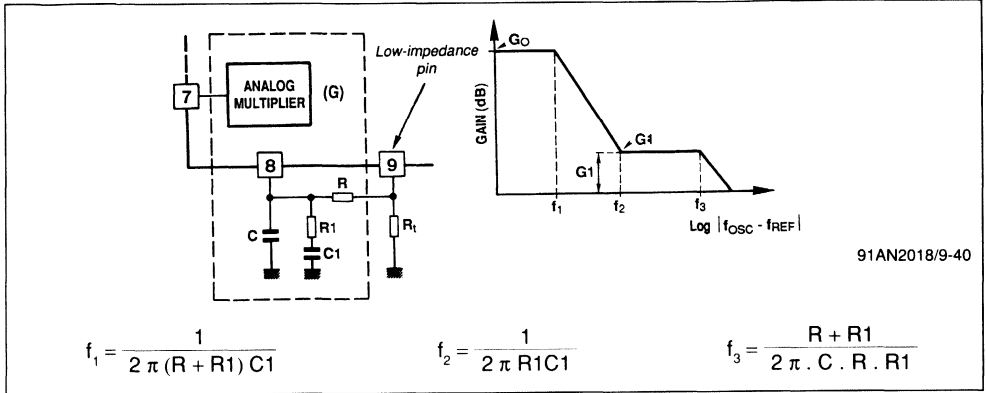 Low-impedance
pin
ANALOG
MULTIPLIER
(G)
7
8
9
R
C
R1
C1
Rt
GAIN (dB)
GO
G1
G1
f1
f2
f3
Log |fOSC - fREF|
91AN2018/9-40
f1 = 1 / 2 π (R + R1) C1
f2 = 1 / 2 π R1C1
f3 = R + R1 / 2 π . C . R . R1